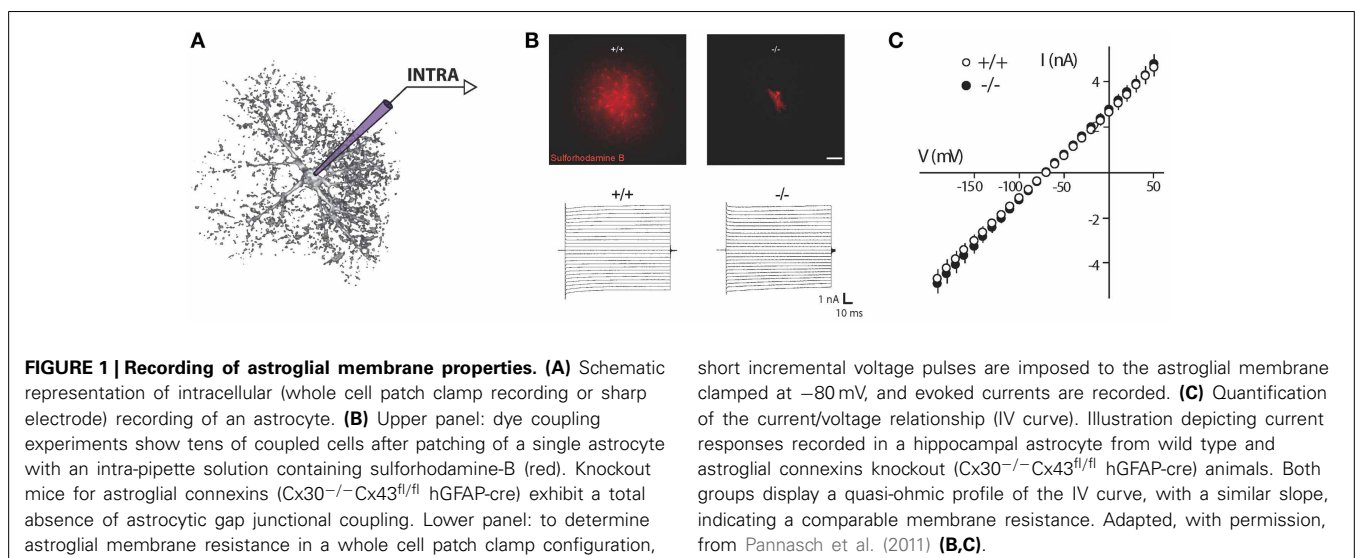 A
INTRA
B
+/+
-/-
Sulforhodamine B
+/+
-/-
1 nA
10 ms
C
+/+
-/-
I (nA)
V (mV)
4
2
-150 -100 -50 50
-2
-4
FIGURE 1 | Recording of astroglial membrane properties. (A) Schematic
representation of intracellular (whole cell patch clamp recording or sharp
electrode) recording of an astrocyte. (B) Upper panel: dye coupling
experiments show tens of coupled cells after patching of a single astrocyte
with an intra-pipette solution containing sulforhodamine-B (red). Knockout
mice for astroglial connexins (Cx30−/−Cx43fl/fl hGFAP-cre) exhibit a total
absence of astrocytic gap junctional coupling. Lower panel: to determine
astroglial membrane resistance in a whole cell patch clamp configuration,
short incremental voltage pulses are imposed to the astroglial membrane
clamped at −80 mV, and evoked currents are recorded. (C) Quantification
of the current/voltage relationship (IV curve). Illustration depicting current
responses recorded in a hippocampal astrocyte from wild type and
astroglial connexins knockout (Cx30−/−Cx43fl/fl hGFAP-cre) animals. Both
groups display a quasi-ohmic profile of the IV curve, with a similar slope,
indicating a comparable membrane resistance. Adapted, with permission,
from Pannasch et al. (2011) (B,C).